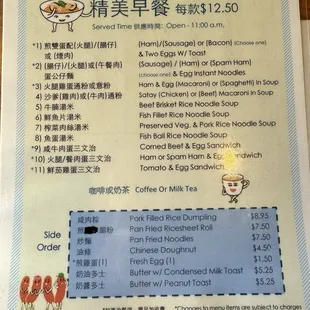 精美早餐 每款$12.50
Served Time 供應時間: Open - 11:00 a.m.
*1) 煎雙蛋配(火腿)/(腸仔) (Ham)/(Sausage) or (Bacon) (Choose one)
或 (煙肉) & Two Eggs W/ Toast
*2) (腸仔)/(火腿)或(午餐肉) (Sausage) / (Ham) or (Spam Ham)
蛋公仔麵 (choose one) & Egg Instant Noodles
*3) 火腿雞蛋通粉或意粉 Ham & Egg (Macaroni) or (Spaghetti) in Soup
4) 沙爹(雞肉)或(牛肉)通粉 Satay (Chicken) or (Beef) Macaroni in Soup
5) 牛腩湯米 Beef Brisket Rice Noodle Soup
6) 鮮魚片湯米 Fish Fillet Rice Noodle Soup
7) 榨菜肉絲湯米 Preserved Veg. & Pork Rice Noodle Soup
8) 魚蛋湯米 Fish Ball Rice Noodle Soup
*9) 咸牛肉蛋三文治 Corned Beef & Egg Sandwich
*10) 火腿/餐肉蛋三文治 Ham or Spam Ham & Egg Sandwich
*11) 鮮茄雞蛋三文治 Tomato & Egg Sandwich
咖啡或奶茶 Coffee Or Milk Tea
Side Order
咸肉粽 Pork Filled Rice Dumpling $8.95
煎 腸粉 Pan Fried Ricesheet Roll $7.50
炒麵 Pan Fried Noodles $7.50
油條 Chinese Doughnut $4.50
*煎雞蛋(1) Fresh Egg (1) $1.50
奶油多士 Butter w/ Condensed Milk Toast $5.25
奶醬多士 Butter w/ Peanut Toast $5.25
*Changes to menu Items are subject to charges